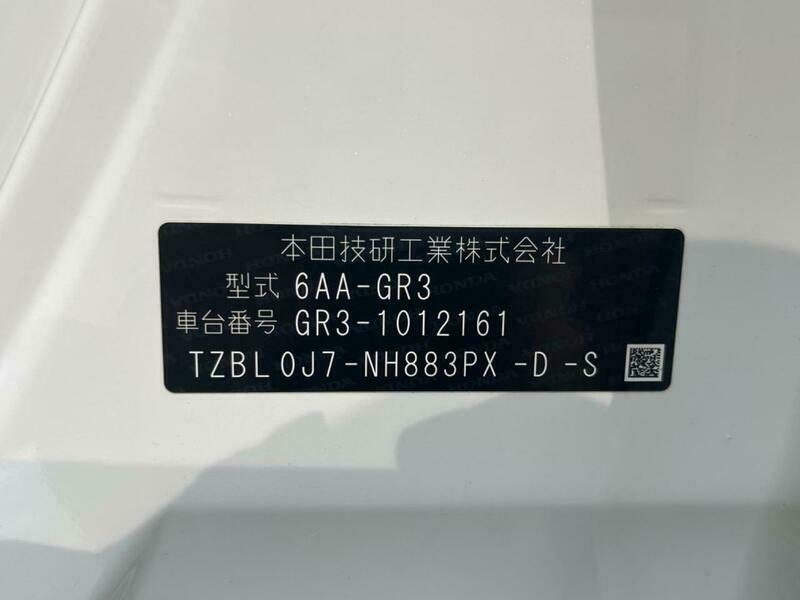 本田技研工業株式会社
型式 6AA-GR3
車台番号 GR3-1012161
TZBL0J7-NH883PX-D-S